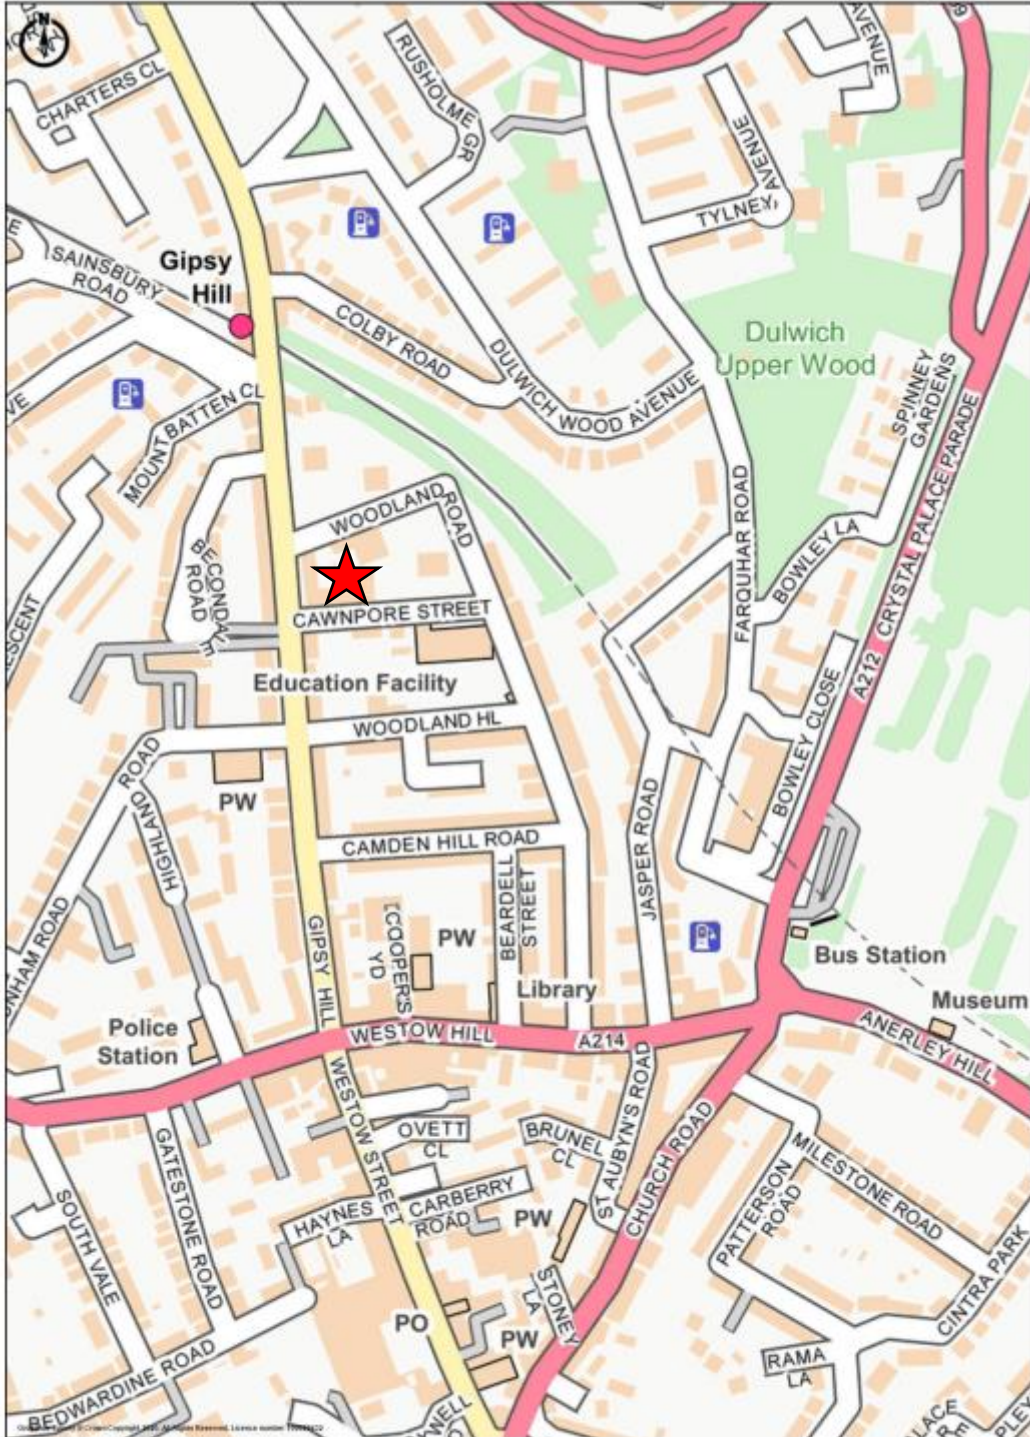 N
CHARTERS CL
RUSHOLME GR
AVENUE
TYLNEY AVENUE
SAINSBURY
ROAD
Gipsy
Hill
COLBY ROAD
DULWICH WOOD AVENUE
Dulwich
Upper Wood
SPINNEY
GARDENS
MOUNT BATTEN CL
WOODLAND
ROAD
BECONDALE
ROAD
FARQUHAR ROAD
BOWLEY LA
A212 CRYSTAL PALACE PARADE
CAWNPORE STREET
Education Facility
WOODLAND HL
ROAD
PW
HIGHLAND
BOWLEY CLOSE
CAMDEN HILL ROAD
JASPER ROAD
BEARDELL
STREET
GIPSY HILL
COOPER'S
YD
PW
Library
Bus Station
Museum
Police
Station
WESTOW HILL
A214
ANERLEY HILL
WESTOW STREET
OVETT
CL
BRUNEL
CL
ST AUBYN'S ROAD
CHURCH ROAD
GATESTONE ROAD
SOUTH VALE
HAYNES
LA
CARBERRY
ROAD
PW
STONEY
LA
PATTERSON
ROAD
MILESTONE ROAD
CINTRA PARK
PO
PW
RAMA
LA
BEDWARDINE ROAD